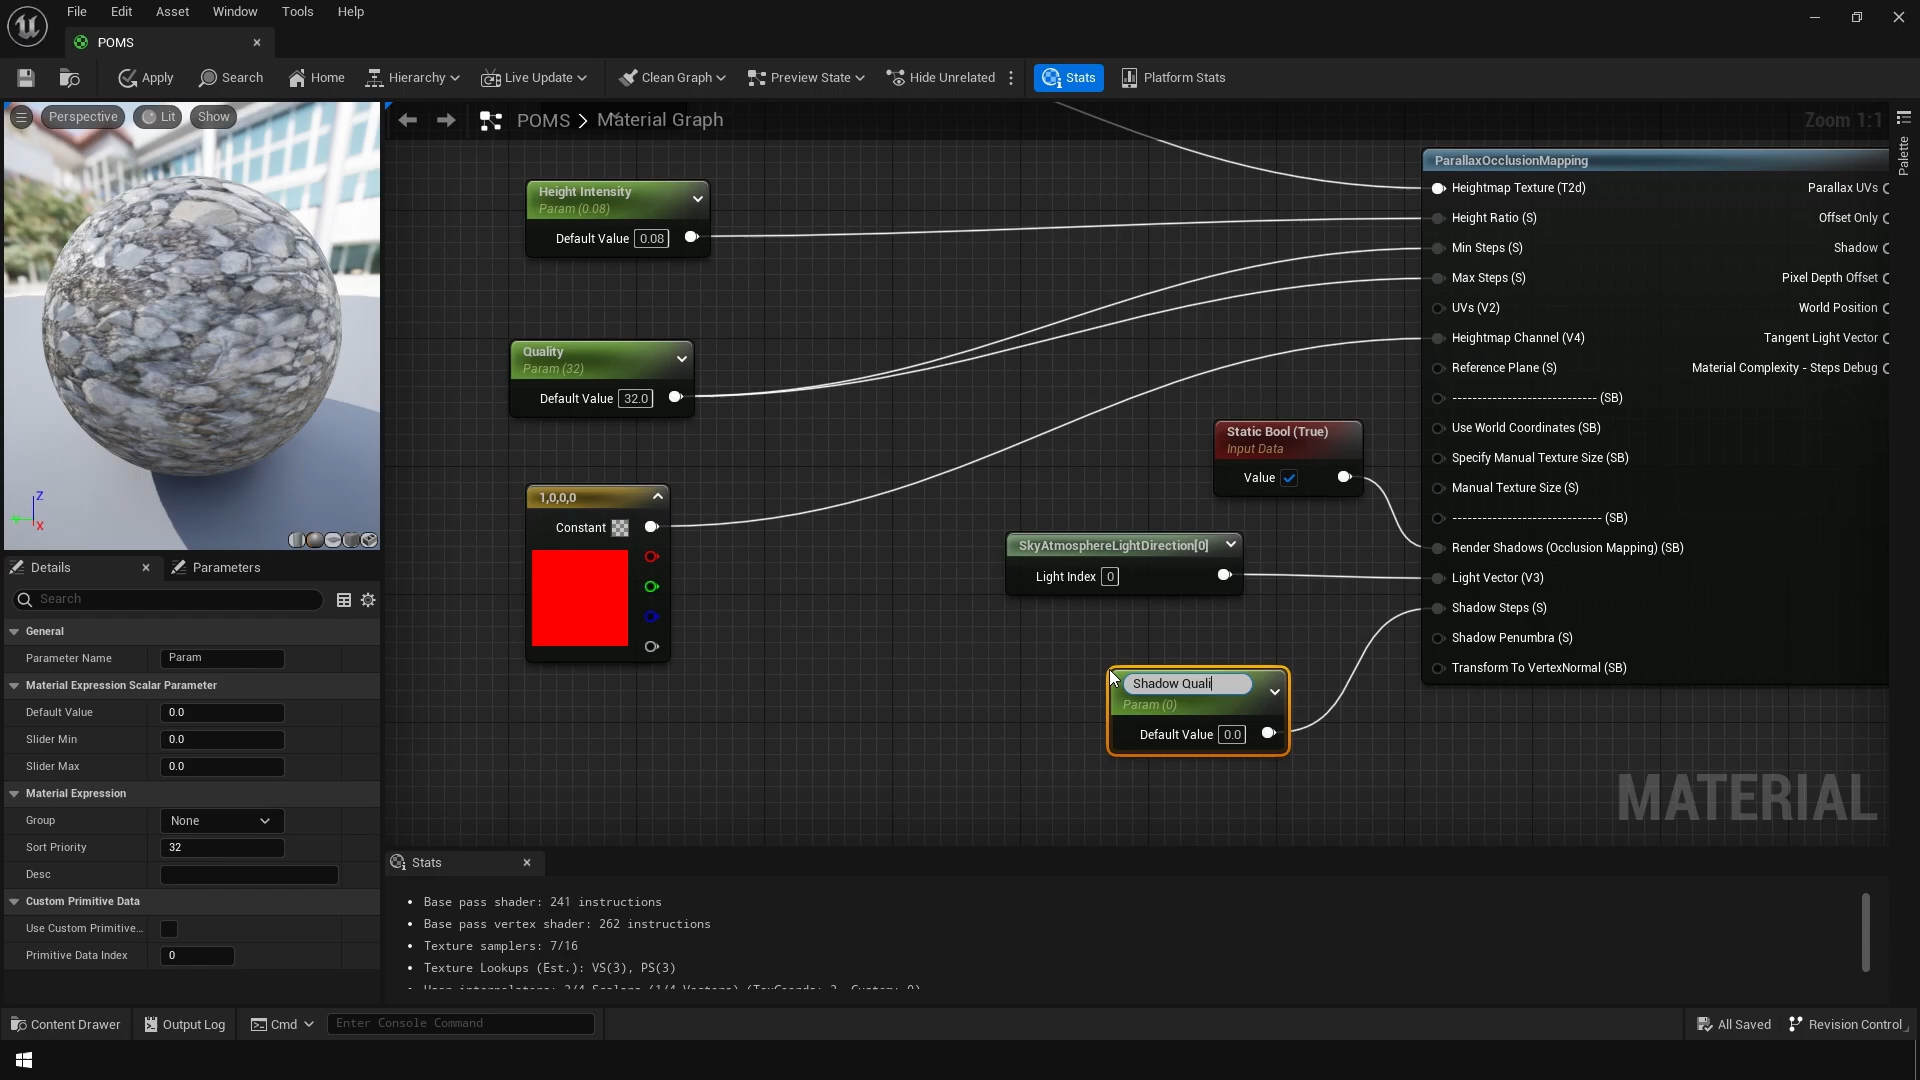 File Edit Asset Window Tools Help
POMS
Apply Search Home Hierarchy Live Update Clean Graph Preview State Hide Unrelated Stats Platform Stats
Perspective Lit Show
POMS > Material Graph
Zoom 1:1
Palette
Z
X
Height Intensity
Param (0.08)
Default Value 0.08
Quality
Param (32)
Default Value 32.0
1,0,0,0
Constant
Static Bool (True)
Input Data
Value
SkyAtmosphereLightDirection[0]
Light Index 0
Shadow Quali
Param (0)
Default Value 0.0
ParallaxOcclusionMapping
Heightmap Texture (T2d) Parallax UVs
Height Ratio (S) Offset Only
Min Steps (S) Shadow
Max Steps (S) Pixel Depth Offset
UVs (V2) World Position
Heightmap Channel (V4) Tangent Light Vector
Reference Plane (S) Material Complexity - Steps Debug
---------------------------- (SB)
Use World Coordinates (SB)
Specify Manual Texture Size (SB)
Manual Texture Size (S)
----------------------------- (SB)
Render Shadows (Occlusion Mapping) (SB)
Light Vector (V3)
Shadow Steps (S)
Shadow Penumbra (S)
Transform To VertexNormal (SB)
MATERIAL
Details Parameters
Search
General
Parameter Name Param
Material Expression Scalar Parameter
Default Value 0.0
Slider Min 0.0
Slider Max 0.0
Material Expression
Group None
Sort Priority 32
Desc
Custom Primitive Data
Use Custom Primitive...
Primitive Data Index 0
Stats
• Base pass shader: 241 instructions
• Base pass vertex shader: 262 instructions
• Texture samplers: 7/16
• Texture Lookups (Est.): VS(3), PS(3)
Content Drawer Output Log Cmd Enter Console Command All Saved Revision Control